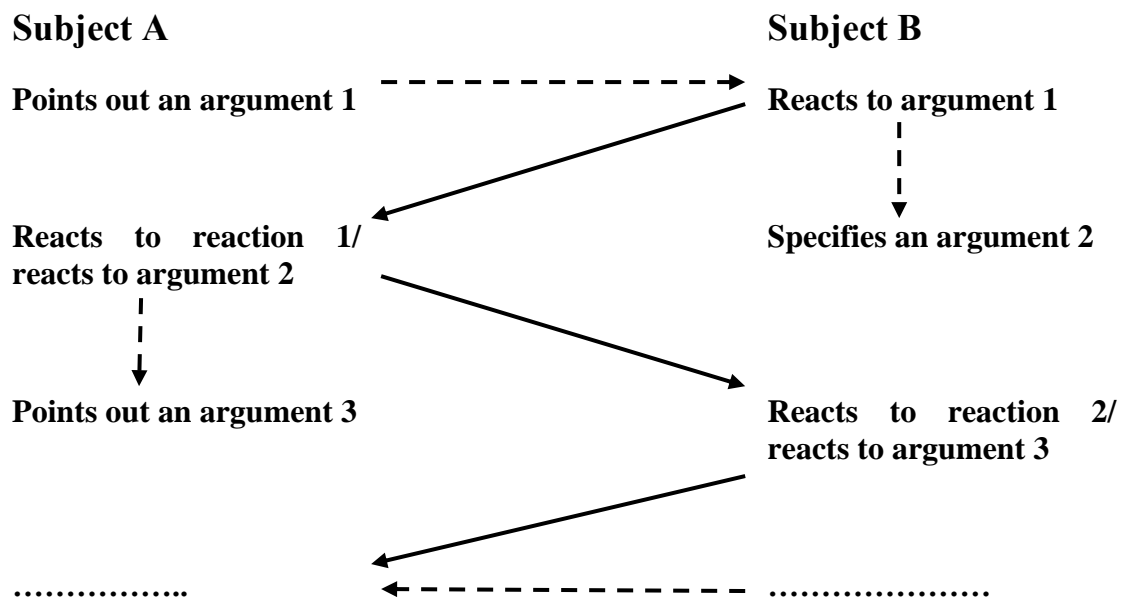 Subject A Subject B
Points out an argument 1 Reacts to argument 1
Reacts to reaction 1/ Specifies an argument 2
reacts to argument 2
Points out an argument 3 Reacts to reaction 2/
reacts to argument 3
…………….. …………………